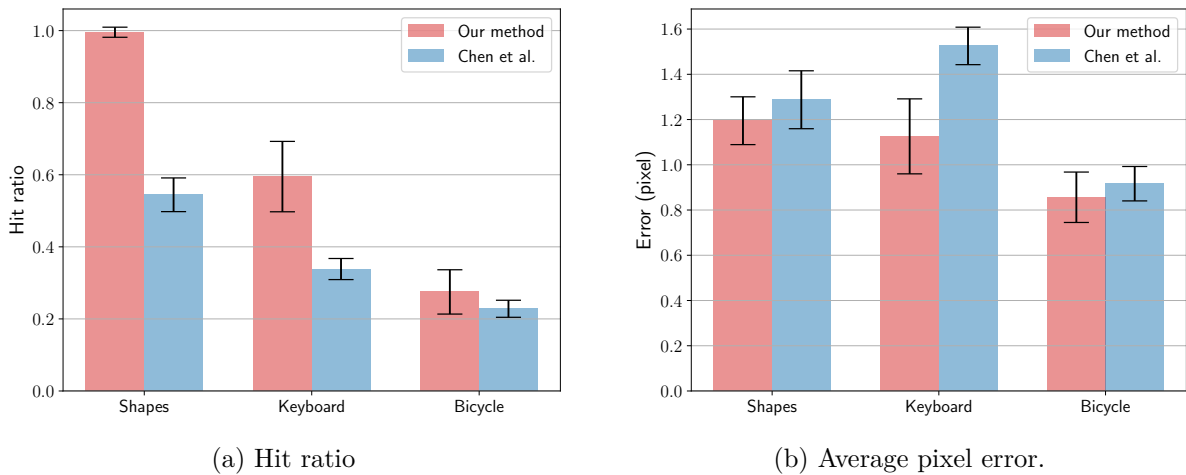 Hit ratio
1.0
0.8
0.6
0.4
0.2
0.0
Our method
Chen et al.
Shapes
Keyboard
Bicycle
(a) Hit ratio
Error (pixel)
1.6
1.4
1.2
1.0
0.8
0.6
0.4
0.2
0.0
Our method
Chen et al.
Shapes
Keyboard
Bicycle
(b) Average pixel error.